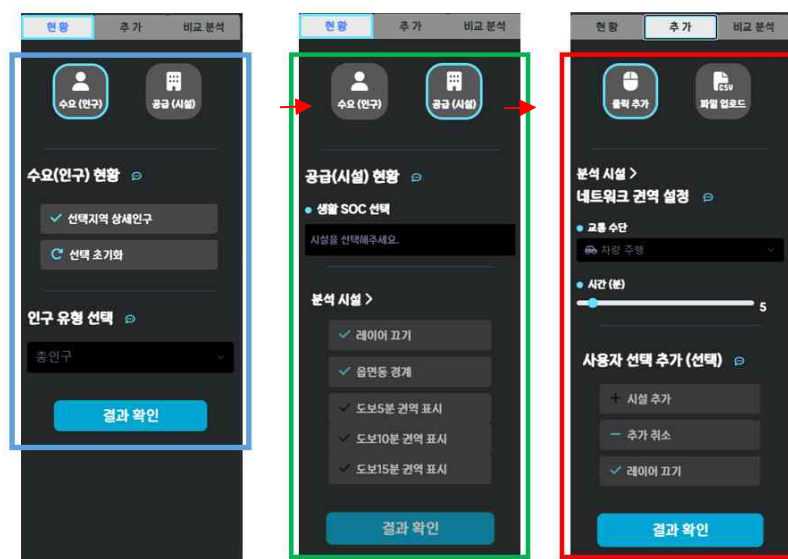 현황 추가 비교 분석
수요 (인구) 공급 (시설)
수요(인구) 현황
선택지역 상세인구
선택 초기화
인구 유형 선택
총인구
결과 확인
현황 추가 비교 분석
수요 (인구) 공급 (시설)
공급(시설) 현황
생활 SOC 선택
시설을 선택해주세요.
분석 시설 >
레이어 끄기
읍면동 경계
도보5분 권역 표시
도보10분 권역 표시
도보15분 권역 표시
결과 확인
현황 추가 비교 분석
CSV
클릭 추가 파일 업로드
분석 시설 >
네트워크 권역 설정
교통 수단
차량 주행
시간 (분)
5
사용자 선택 추가 (선택)
시설 추가
추가 취소
레이어 끄기
결과 확인